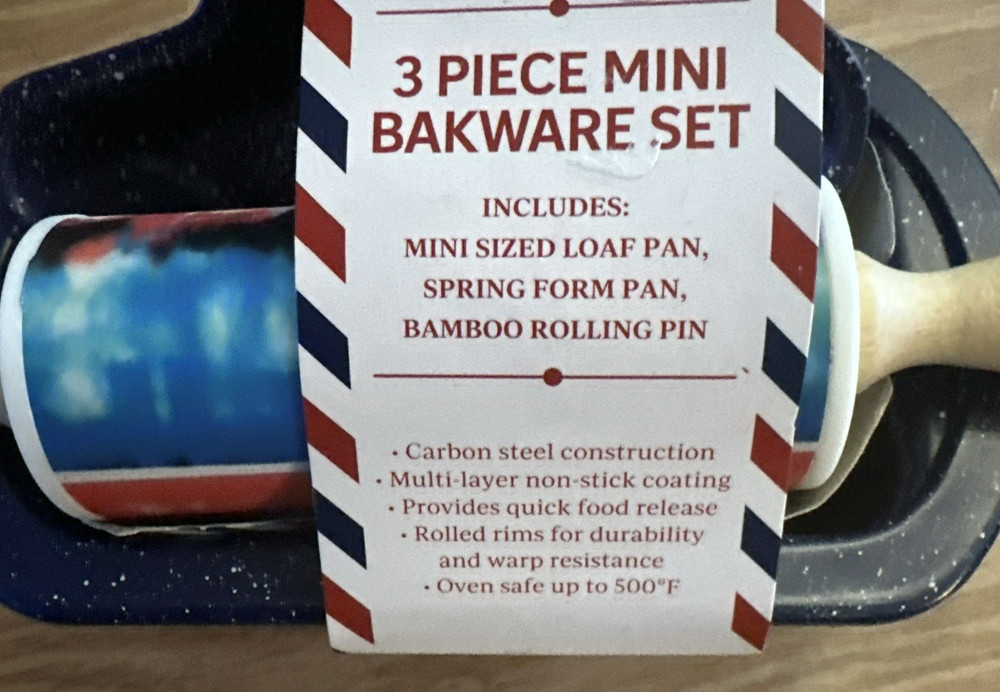 3 PIECE MINI
BAKWARE SET
INCLUDES:
MINI SIZED LOAF PAN,
SPRING FORM PAN,
BAMBOO ROLLING PIN
• Carbon steel construction
• Multi-layer non-stick coating
• Provides quick food release
• Rolled rims for durability
and warp resistance
• Oven safe up to 500°F